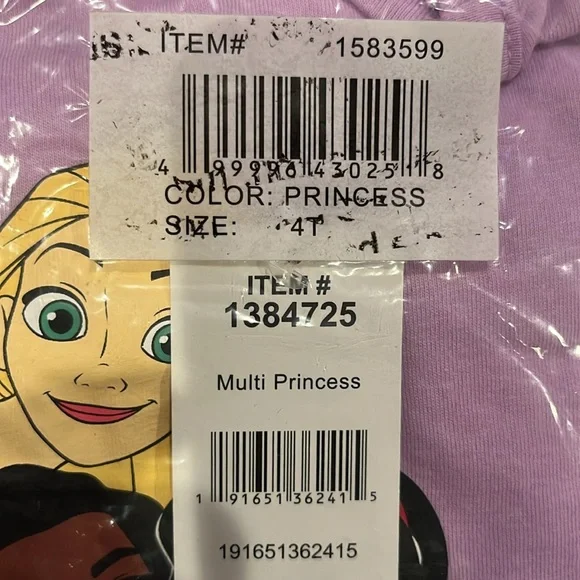 ITEM# 1583599
4 99996 43025 8
COLOR: PRINCESS
SIZE: 4T
ITEM #
1384725
Multi Princess
1 91651 36241 5
191651362415